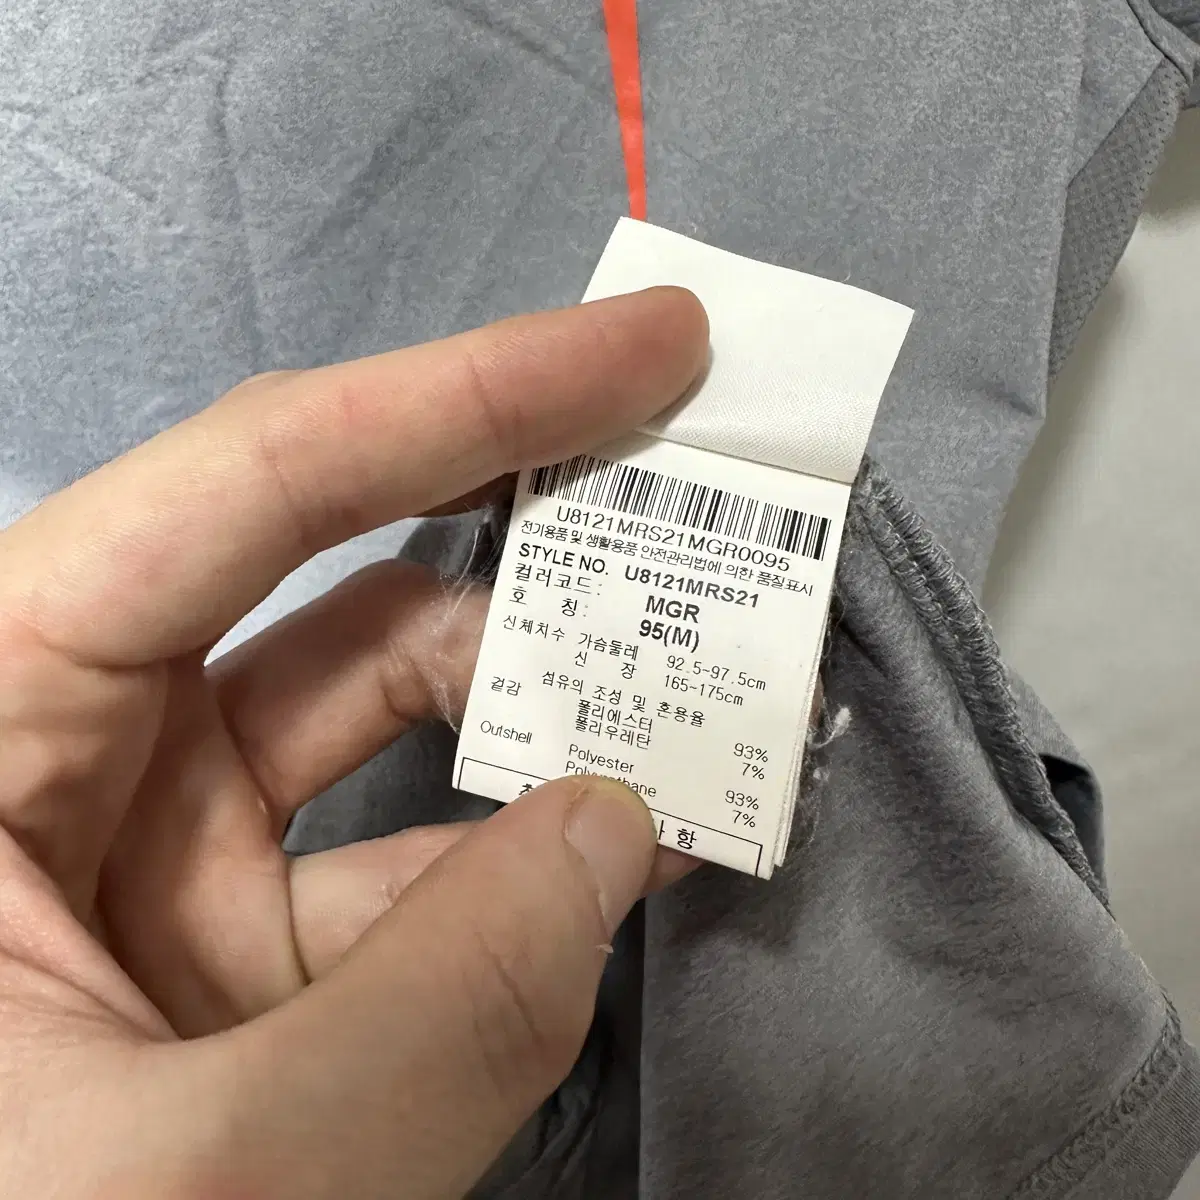 U8121MRS21MGR0095
전기용품 및 생활용품 안전관리법에 의한 품질표시
STYLE NO. U8121MRS21
컬러코드: MGR
호 칭: 95(M)
신체치수 가슴둘레 92.5-97.5cm
신 장 165-175cm
섬유의 조성 및 혼용율
겉감 폴리에스터 93%
폴리우레탄 7%
Outshell Polyester 93%
7%
사 항